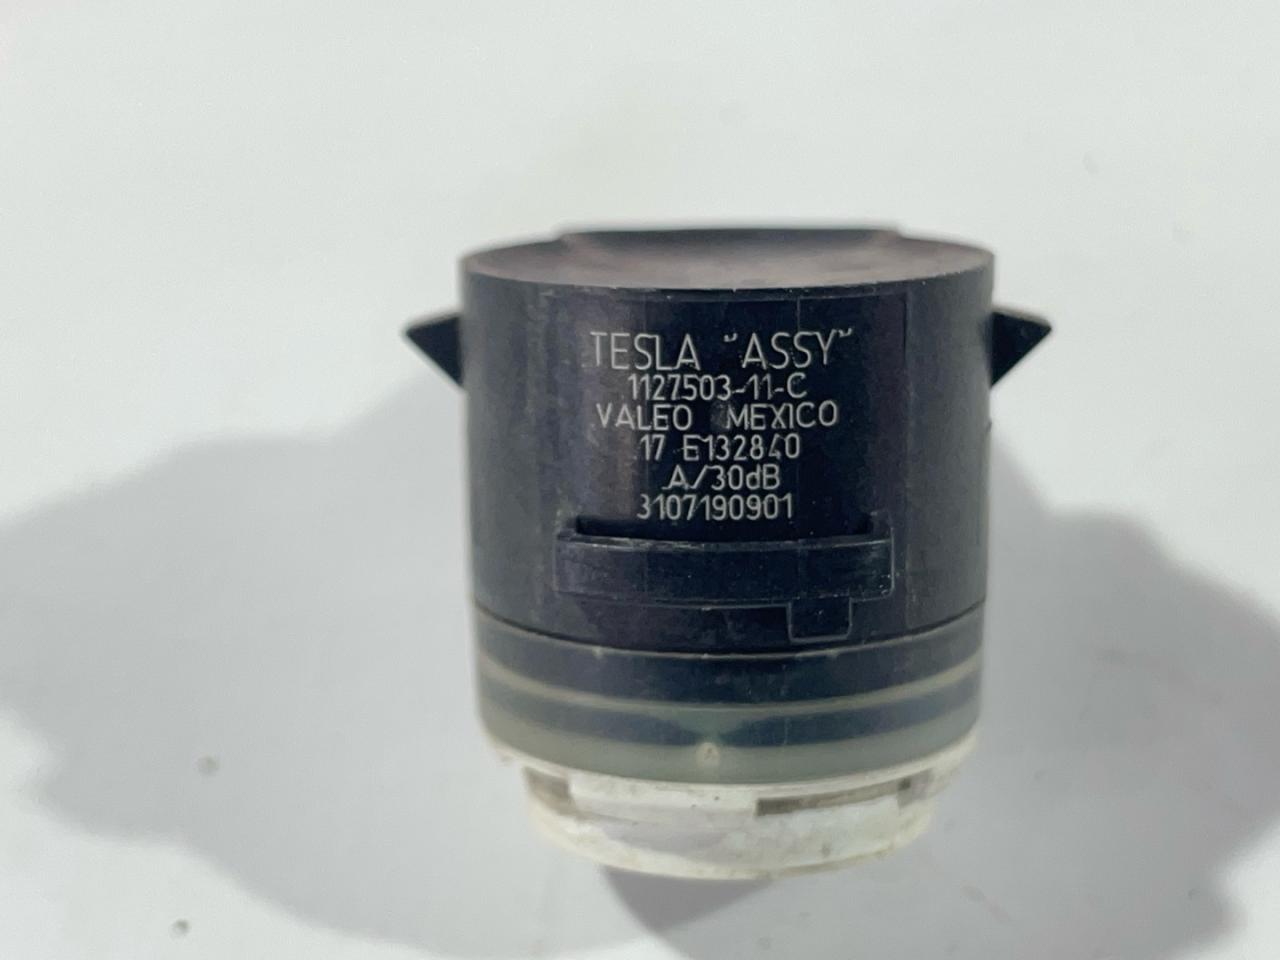 TESLA "ASSY"
1127503-11-C
VALEO MEXICO
17 E132840
A/30dB
3107190901